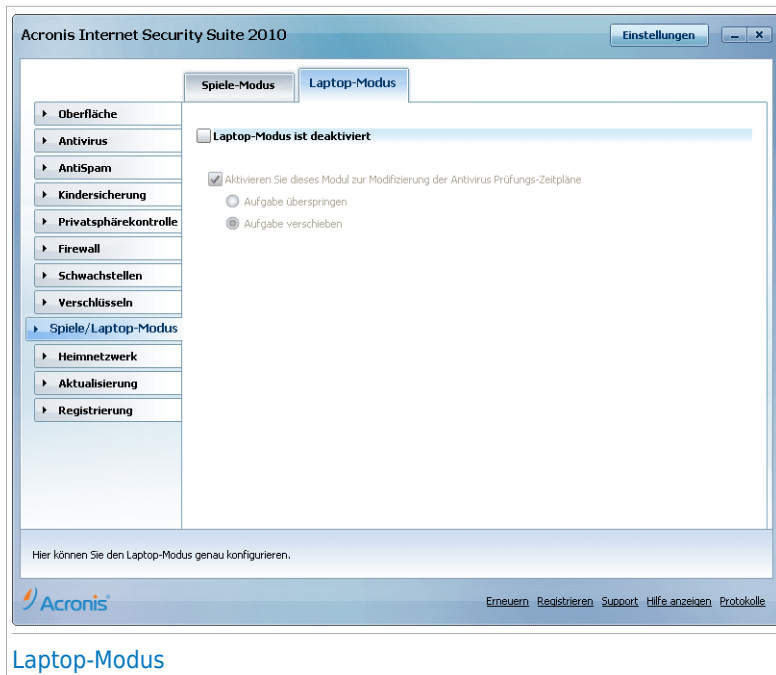 Acronis Internet Security Suite 2010
Einstellungen
Spiele-Modus
Laptop-Modus
Oberfläche
Antivirus
AntiSpam
Kindersicherung
Privatsphärekontrolle
Firewall
Schwachstellen
Verschlüsseln
Spiele/Laptop-Modus
Heimnetzwerk
Aktualisierung
Registrierung
Laptop-Modus ist deaktiviert
Aktivieren Sie dieses Modul zur Modifizierung der Antivirus Prüfungs-Zeitpläne
Aufgabe überspringen
Aufgabe verschieben
Hier können Sie den Laptop-Modus genau konfigurieren.
Acronis
Erneuern Registrieren Support Hilfe anzeigen Protokolle
Laptop-Modus